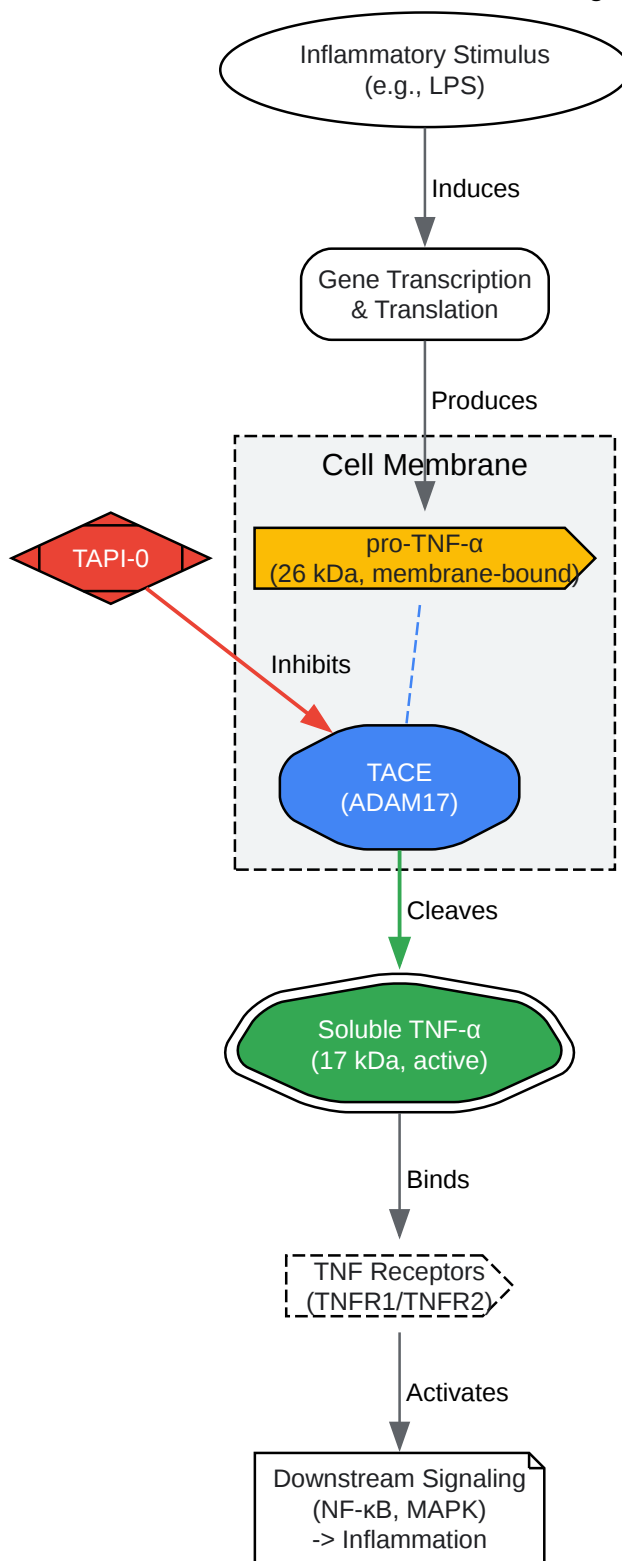 Inflammatory Stimulus
(e.g., LPS)
Induces
Gene Transcription
& Translation
Produces
Cell Membrane
pro-TNF-α
(26 kDa, membrane-bound)
TAPI-0
Inhibits
TACE
(ADAM17)
Cleaves
Soluble TNF-α
(17 kDa, active)
Binds
TNF Receptors
(TNFR1/TNFR2)
Activates
Downstream Signaling
(NF-κB, MAPK)
-> Inflammation